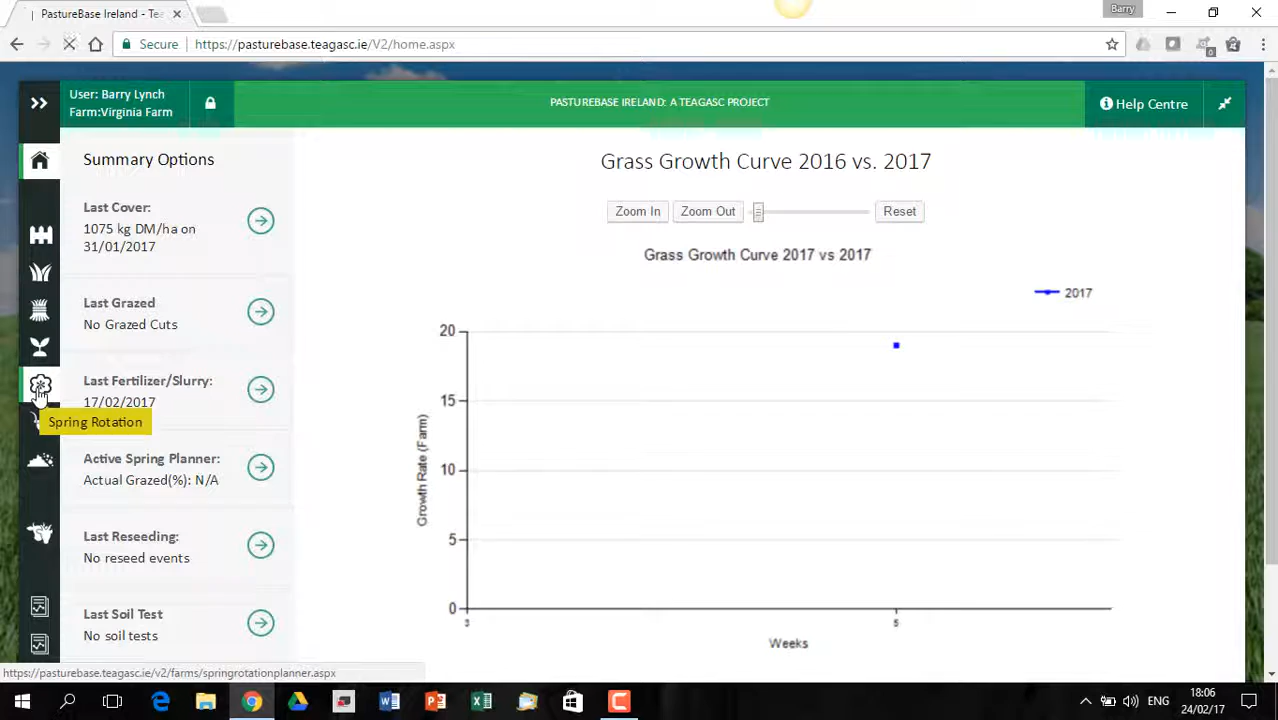 PastureBase Ireland - Tea
Barry
Secure
https://pasturebase.teagasc.ie/V2/home.aspx
0
User: Barry Lynch
Farm:Virginia Farm
PASTUREBASE IRELAND: A TEAGASC PROJECT
Help Centre
Summary Options
Last Cover:
1075 kg DM/ha on
31/01/2017
Last Grazed
No Grazed Cuts
Last Fertilizer/Slurry:
17/02/2017
Spring Rotation
Active Spring Planner:
Actual Grazed(%): N/A
Last Reseeding:
No reseed events
Last Soil Test
No soil tests
Grass Growth Curve 2016 vs. 2017
Zoom In
Zoom Out
Reset
Grass Growth Curve 2017 vs 2017
2017
Growth Rate (Farm)
20
15
10
5
0
3
5
Weeks
https://pasturebase.teagasc.ie/v2/farms/springrotationplanner.aspx
ENG
18:06
24/02/17